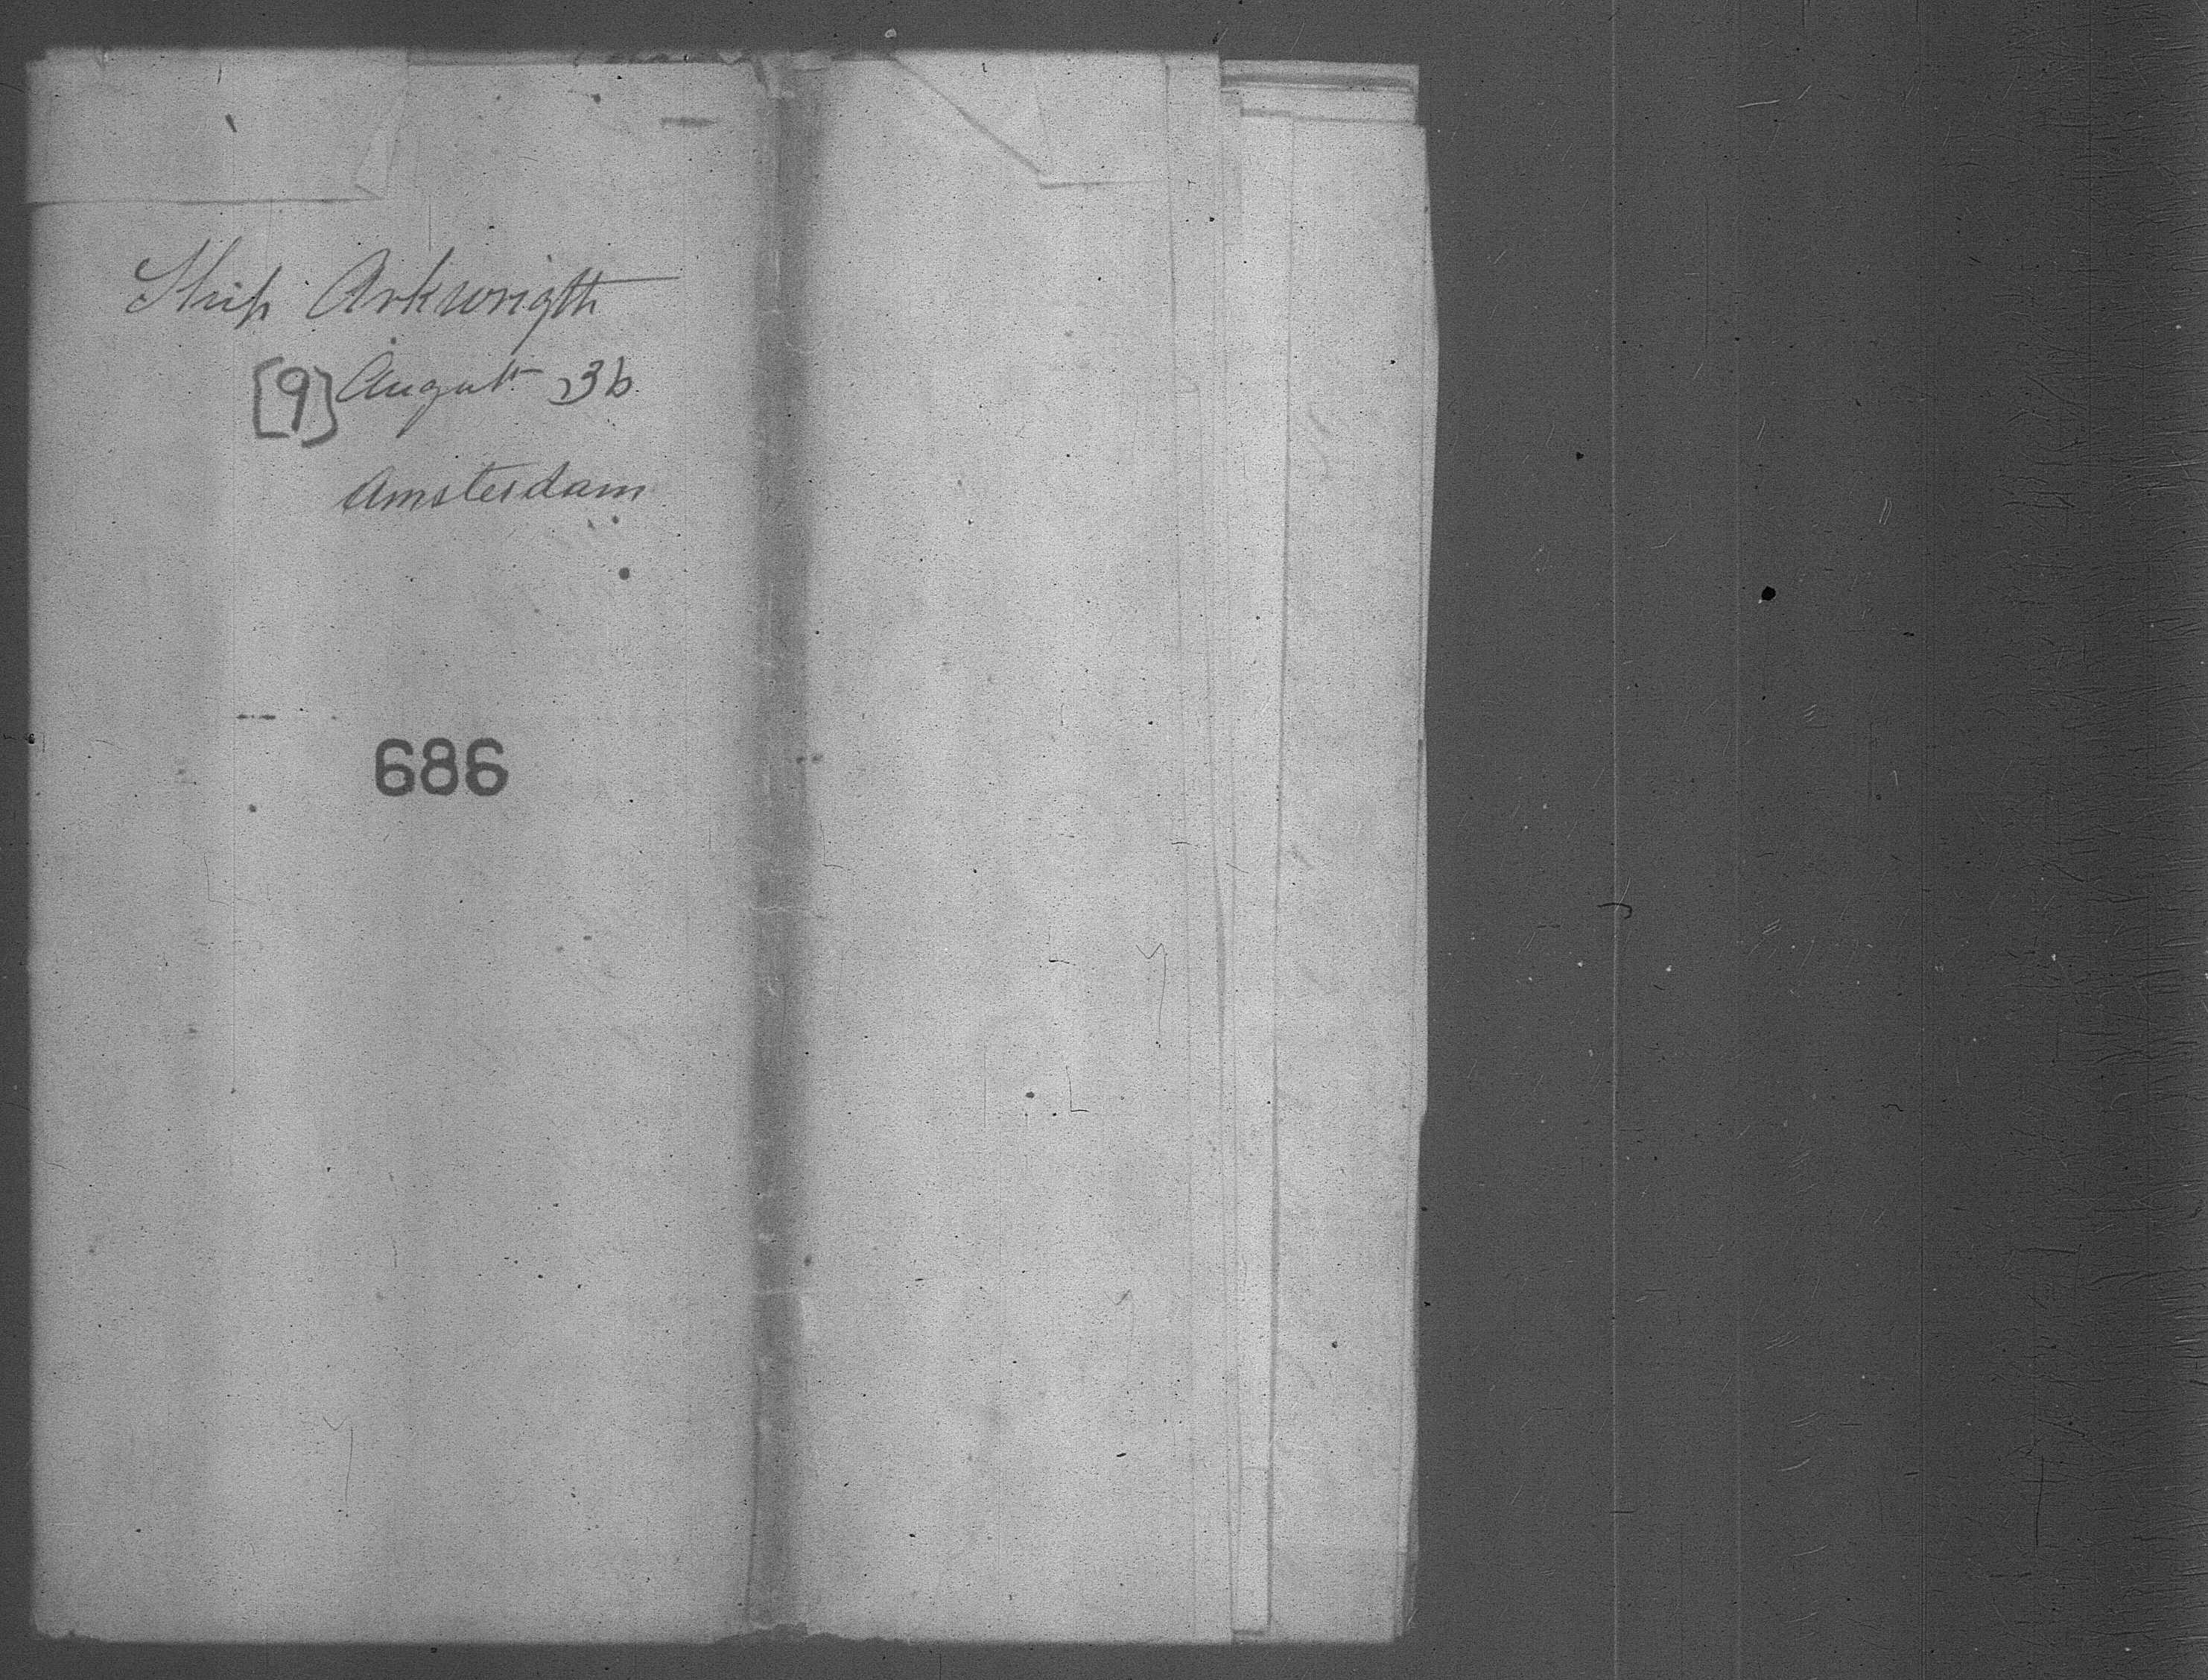 Ship Arkwrigth
[9] August 36
Amsterdam
686